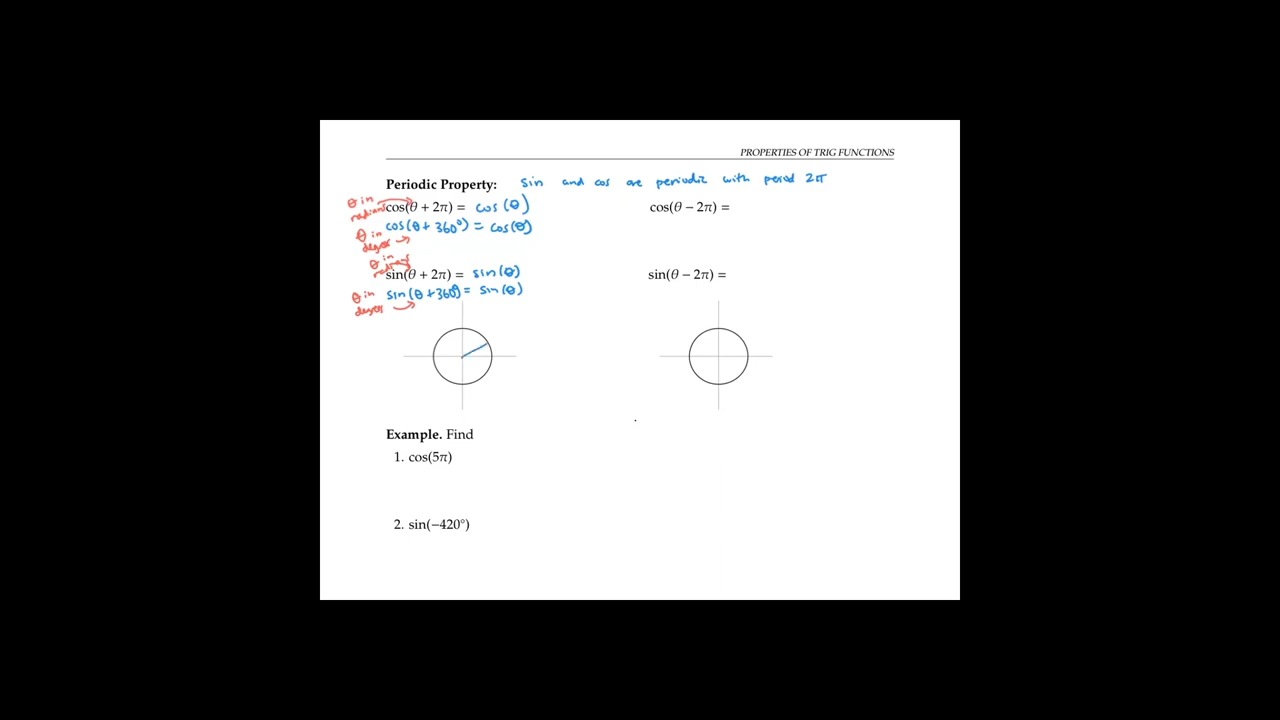 PROPERTIES OF TRIG FUNCTIONS
Periodic Property: sin and cos are periodic with period 2π
θ in radians cos(θ + 2π) = cos(θ) cos(θ − 2π) =
θ in degrees cos(θ + 360°) = cos(θ)
θ in radians sin(θ + 2π) = sin(θ) sin(θ − 2π) =
θ in degrees sin(θ + 360°) = sin(θ)
Example. Find
1. cos(5π)
2. sin(−420°)